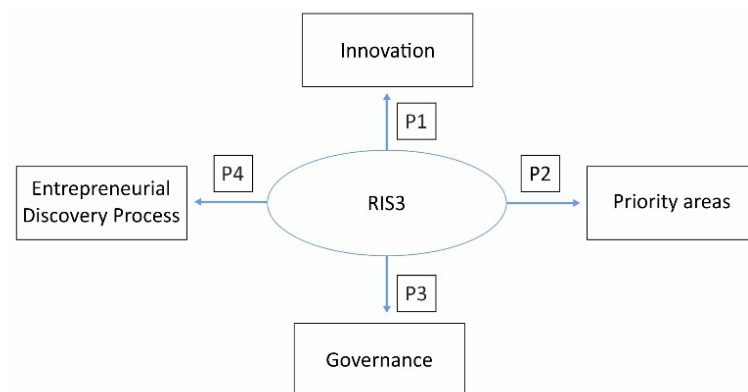 Innovation
P1
Entrepreneurial
Discovery Process
P4
RIS3
P2
Priority areas
P3
Governance